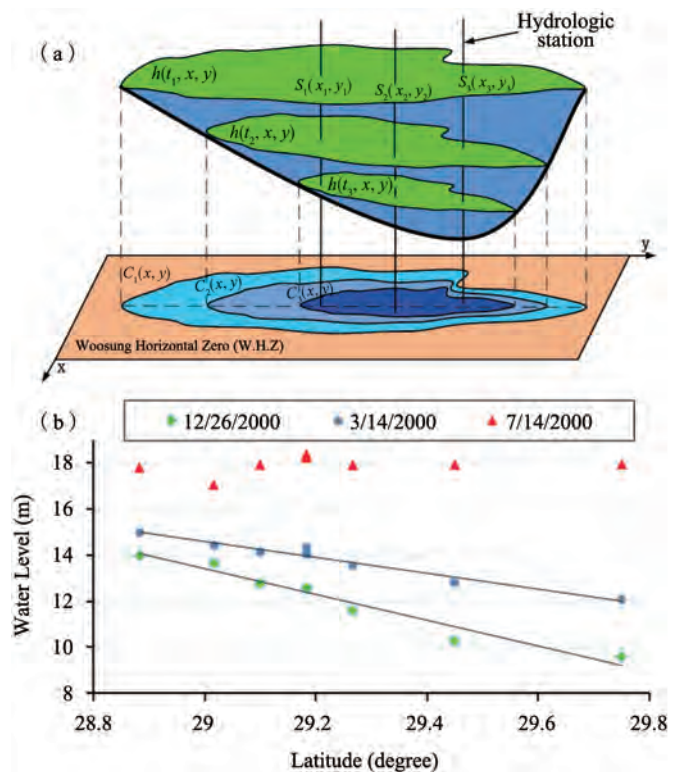 Hydrologic
station
( a )
h(t₁, x, y)
S₁(x₁, y₁)
S₂(x₂, y₂)
S₃(x₃, y₃)
h(t₂, x, y)
h(t₃, x, y)
y
C₁(x, y)
C₂(x, y)
C₃(x, y)
Woosung Horizontal Zero (W.H.Z)
x
( b )
12/26/2000 3/14/2000 7/14/2000
18
16
14
12
10
8
Water Level (m)
28.8 29 29.2 29.4 29.6 29.8
Latitude (degree)